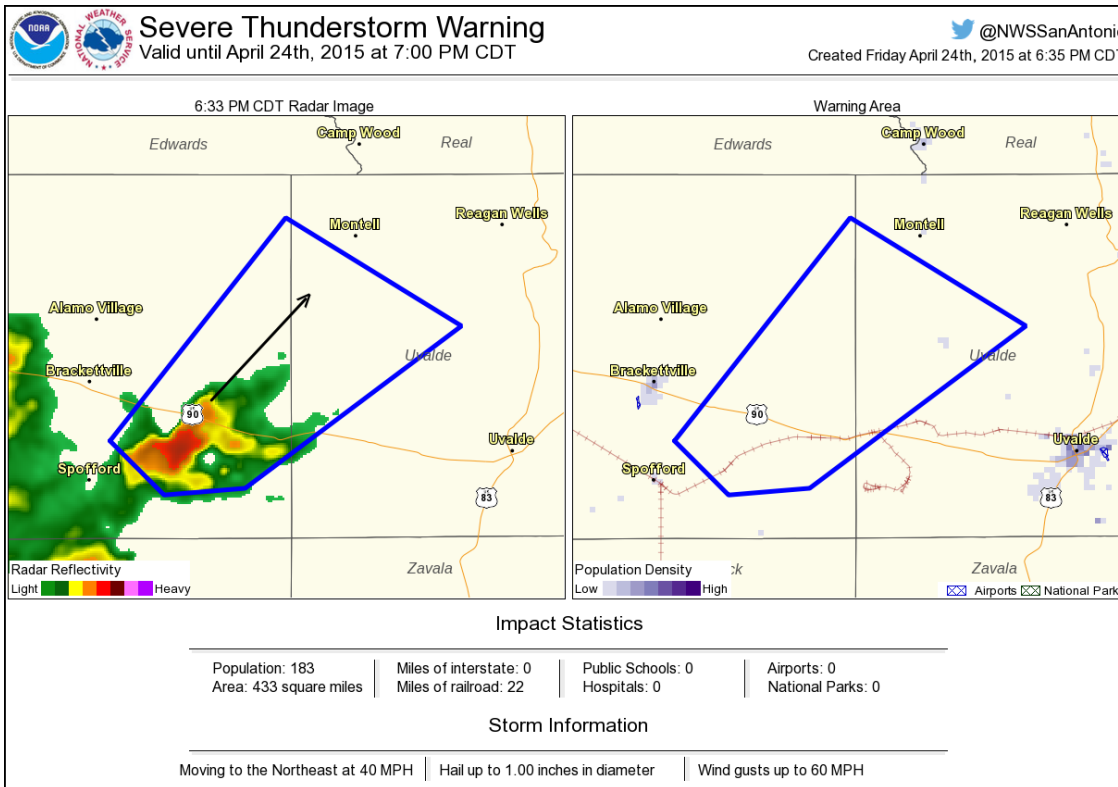 Severe Thunderstorm Warning
Valid until April 24th, 2015 at 7:00 PM CDT
@NWSSanAntonio
Created Friday April 24th, 2015 at 6:35 PM CDT
NOAA
NATIONAL WEATHER SERVICE
6:33 PM CDT Radar Image
Edwards
Camp Wood
Real
Montell
Reagan Wells
Alamo Village
Uvalde
Brackettville
90
Uvalde
Spofford
83
Zavala
Radar Reflectivity
Light
Heavy
Warning Area
Edwards
Camp Wood
Real
Montell
Reagan Wells
Alamo Village
Uvalde
Brackettville
90
Uvalde
Spofford
83
ck
Zavala
Population Density
Low
High
Airports
National Park
Impact Statistics
Population: 183
Area: 433 square miles
Miles of interstate: 0
Miles of railroad: 22
Public Schools: 0
Hospitals: 0
Airports: 0
National Parks: 0
Storm Information
Moving to the Northeast at 40 MPH
Hail up to 1.00 inches in diameter
Wind gusts up to 60 MPH